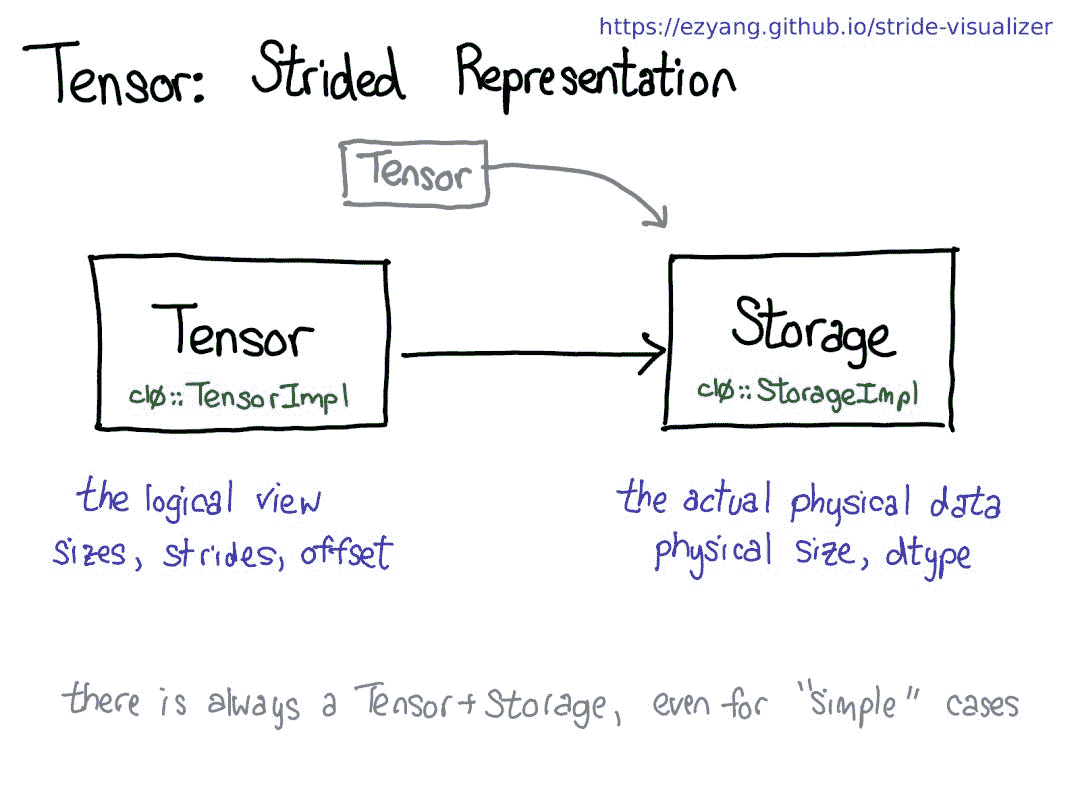 https://ezyang.github.io/stride-visualizer
Tensor: Strided Representation
Tensor
Tensor
c10::TensorImpl
Storage
c10::StorageImpl
the logical view
sizes, strides, offset
the actual physical data
physical size, dtype
there is always a Tensor+Storage, even for "simple" cases